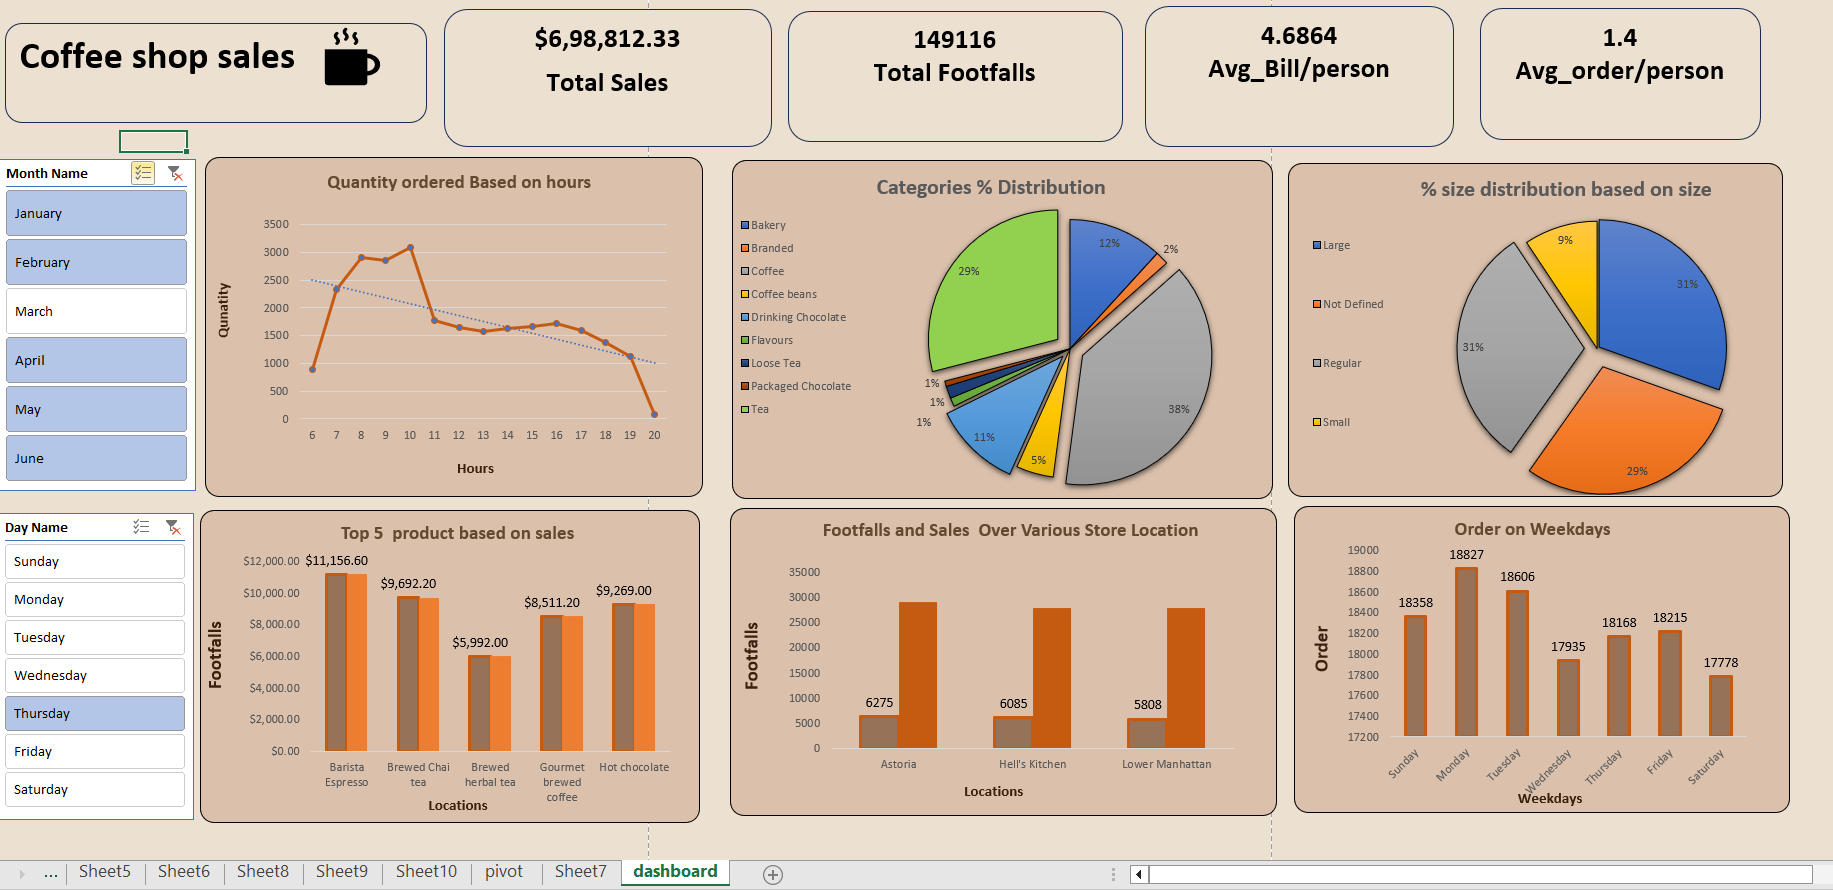 Coffee shop sales
$6,98,812.33
Total Sales
149116
Total Footfalls
4.6864
Avg_Bill/person
1.4
Avg_order/person
Month Name
January
February
March
April
May
June
Quantity ordered Based on hours
Qunatity
3500
3000
2500
2000
1500
1000
500
0
6 7 8 9 10 11 12 13 14 15 16 17 18 19 20
Hours
Categories % Distribution
Bakery
Branded
Coffee
Coffee beans
Drinking Chocolate
Flavours
Loose Tea
Packaged Chocolate
Tea
12%
2%
38%
5%
11%
1%
1%
1%
29%
% size distribution based on size
Large
Not Defined
Regular
Small
31%
29%
31%
9%
Day Name
Sunday
Monday
Tuesday
Wednesday
Thursday
Friday
Saturday
Top 5 product based on sales
Footfalls
$12,000.00
$10,000.00
$8,000.00
$6,000.00
$4,000.00
$2,000.00
$0.00
$11,156.60
$9,692.20
$5,992.00
$8,511.20
$9,269.00
Barista
Espresso
Brewed Chai
tea
Brewed
herbal tea
Gourmet
brewed
coffee
Hot chocolate
Locations
Footfalls and Sales Over Various Store Location
Footfalls
35000
30000
25000
20000
15000
10000
5000
0
6275
6085
5808
Astoria
Hell's Kitchen
Lower Manhattan
Locations
Order on Weekdays
Order
19000
18800
18600
18400
18200
18000
17800
17600
17400
17200
18358
18827
18606
17935
18168
18215
17778
Sunday
Monday
Tuesday
Wednesday
Thursday
Friday
Saturday
Weekdays
... Sheet5 Sheet6 Sheet8 Sheet9 Sheet10 pivot Sheet7 dashboard